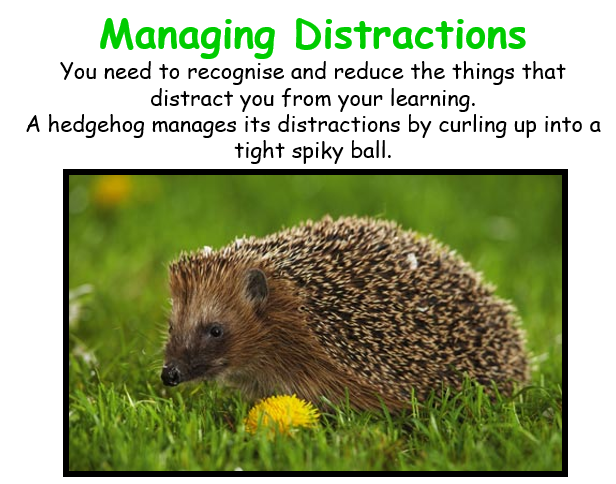 Managing Distractions
You need to recognise and reduce the things that
distract you from your learning.
A hedgehog manages its distractions by curling up into a
tight spiky ball.